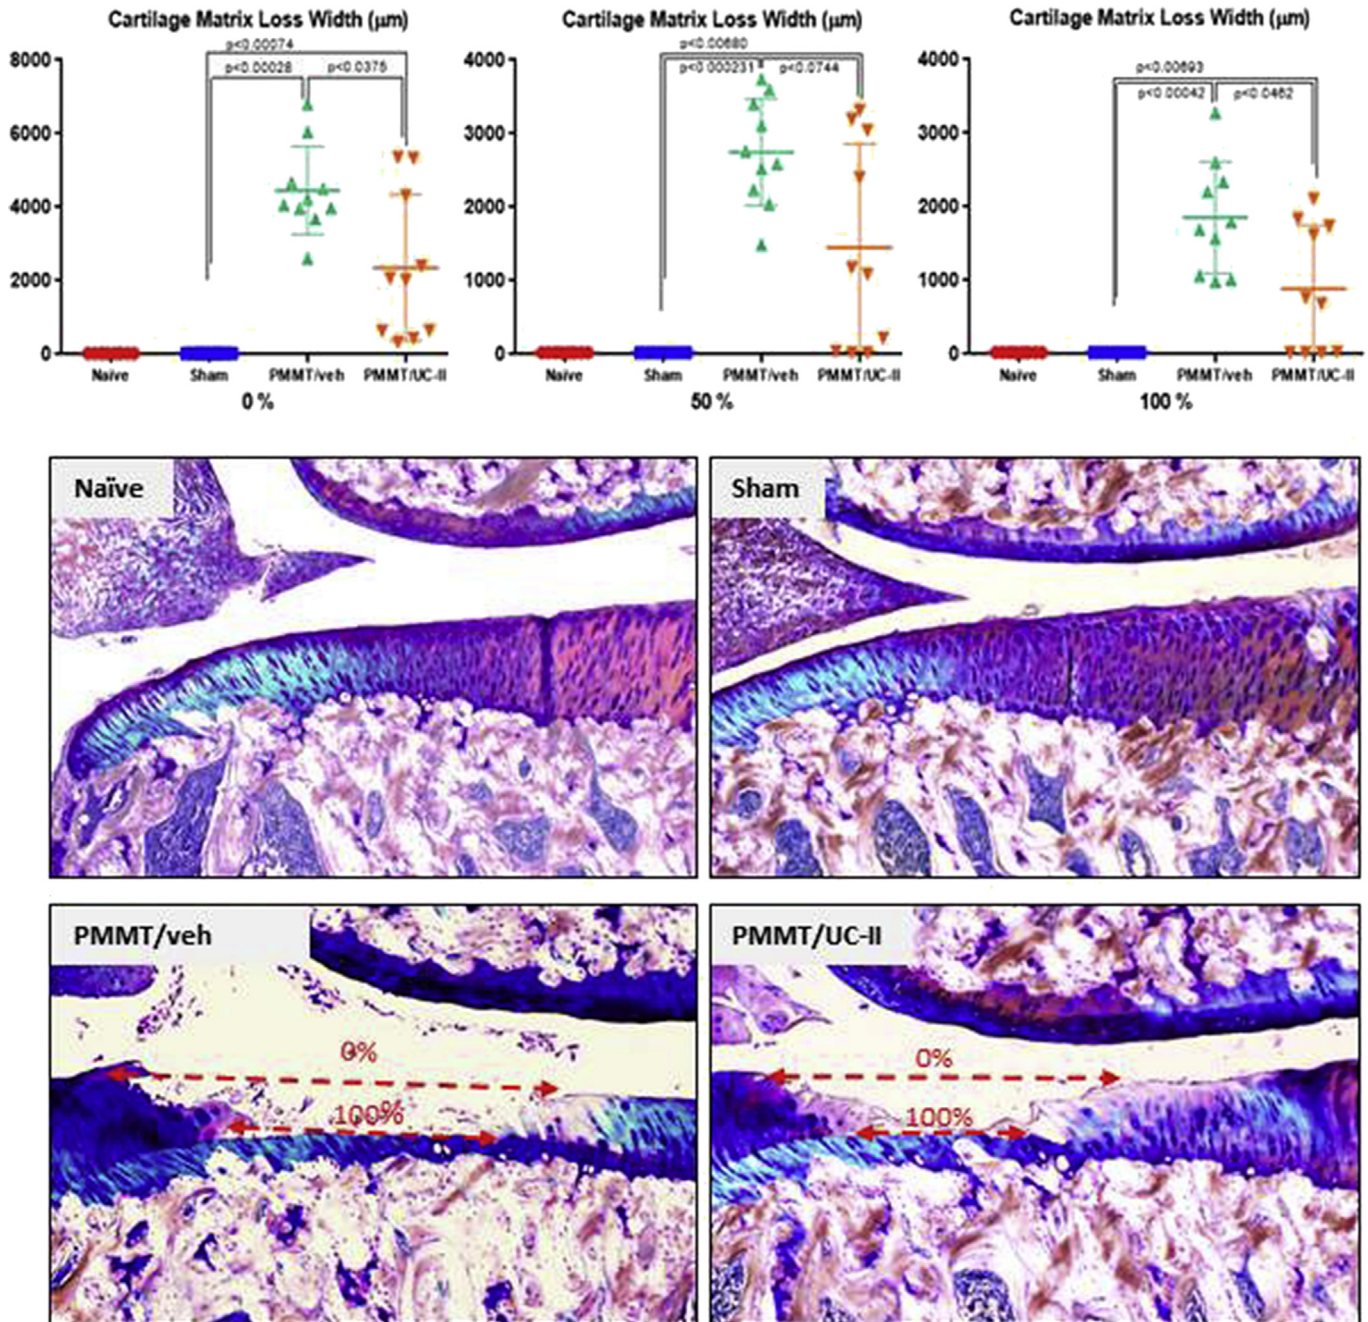 Cartilage Matrix Loss Width (μm)
p<0.00074
p<0.00028
p<0.0375
8000
6000
4000
2000
0
Naïve
Sham
PMMT/veh
PMMT/UC-II
0 %
Cartilage Matrix Loss Width (μm)
p<0.00680
p<0.000231
p<0.0744
4000
3000
2000
1000
0
Naïve
Sham
PMMT/veh
PMMT/UC-II
50 %
Cartilage Matrix Loss Width (μm)
p<0.00693
p<0.00042
p<0.0462
4000
3000
2000
1000
0
Naïve
Sham
PMMT/veh
PMMT/UC-II
100 %
Naïve
Sham
PMMT/veh
0%
100%
PMMT/UC-II
0%
100%